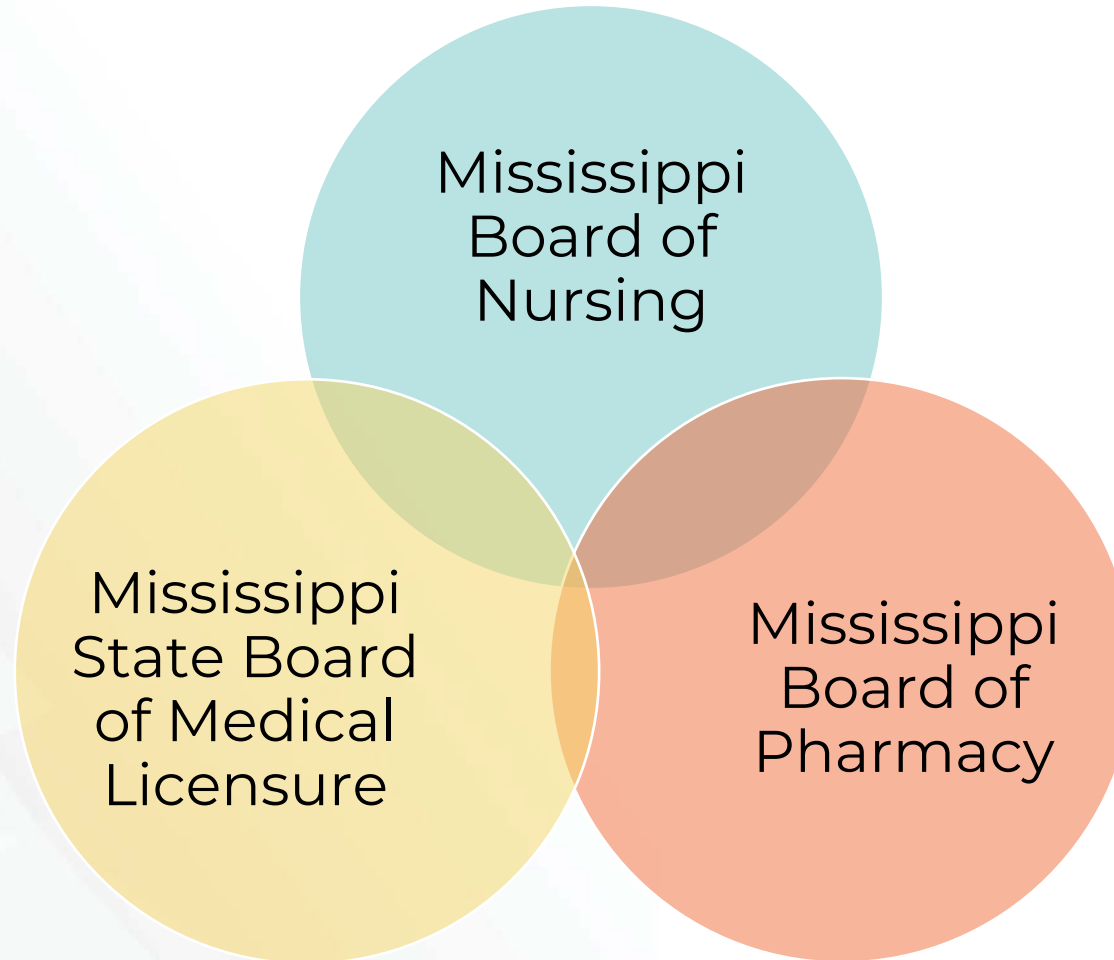 Mississippi
Board of
Nursing
Mississippi
State Board
of Medical
Licensure
Mississippi
Board of
Pharmacy